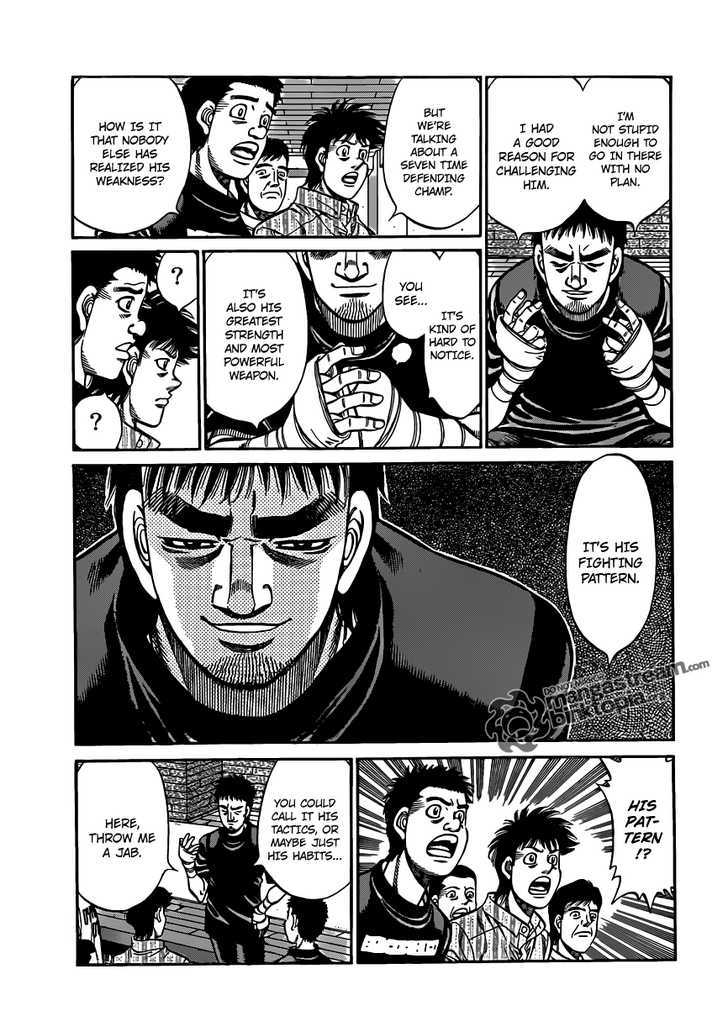 I'M
NOT STUPID
ENOUGH TO
GO IN THERE
WITH NO
PLAN.
I HAD
A GOOD
REASON FOR
CHALLENGING
HIM.
BUT
WE'RE
TALKING
ABOUT A
SEVEN TIME
DEFENDING
CHAMP.
HOW IS IT
THAT NOBODY
ELSE HAS
REALIZED HIS
WEAKNESS?
YOU
SEE...
IT'S
KIND OF
HARD TO
NOTICE.
IT'S
ALSO HIS
GREATEST
STRENGTH
AND MOST
POWERFUL
WEAPON.
?
?
IT'S HIS
FIGHTING
PATTERN.
mangastream.com
binktopia
HIS
PAT-
TERN
!?
YOU COULD
CALL IT HIS
TACTICS, OR
MAYBE JUST
HIS HABITS...
HERE,
THROW ME
A JAB.